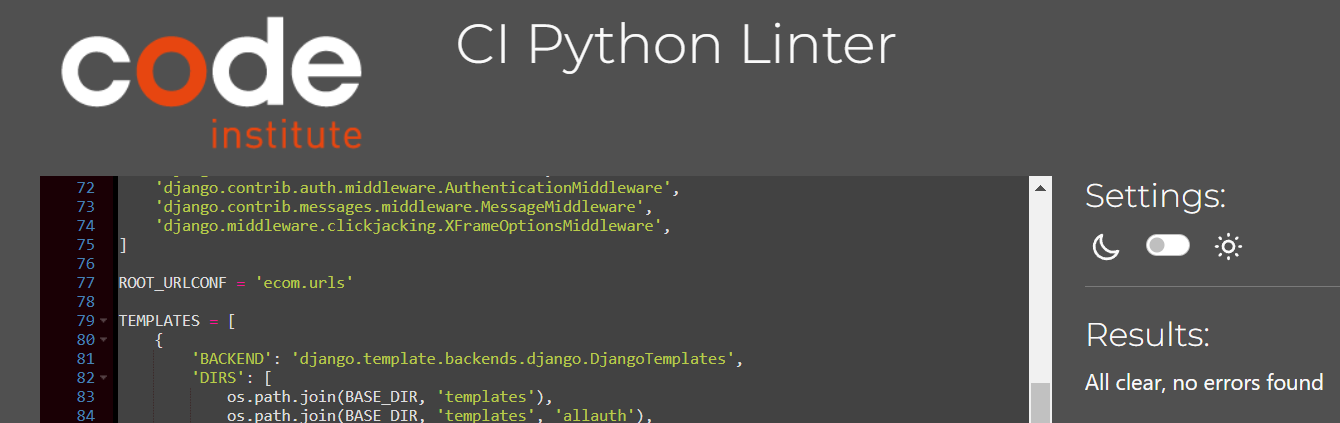 code
institute
CI Python Linter
72 'django.contrib.auth.middleware.AuthenticationMiddleware',
73 'django.contrib.messages.middleware.MessageMiddleware',
74 'django.middleware.clickjacking.XFrameOptionsMiddleware',
75 ]
76
77 ROOT_URLCONF = 'ecom.urls'
78
79 TEMPLATES = [
80 {
81 'BACKEND': 'django.template.backends.django.DjangoTemplates',
82 'DIRS': [
83 os.path.join(BASE_DIR, 'templates'),
84 os.path.join(BASE_DIR, 'templates', 'allauth'),
Settings:
Results:
All clear, no errors found